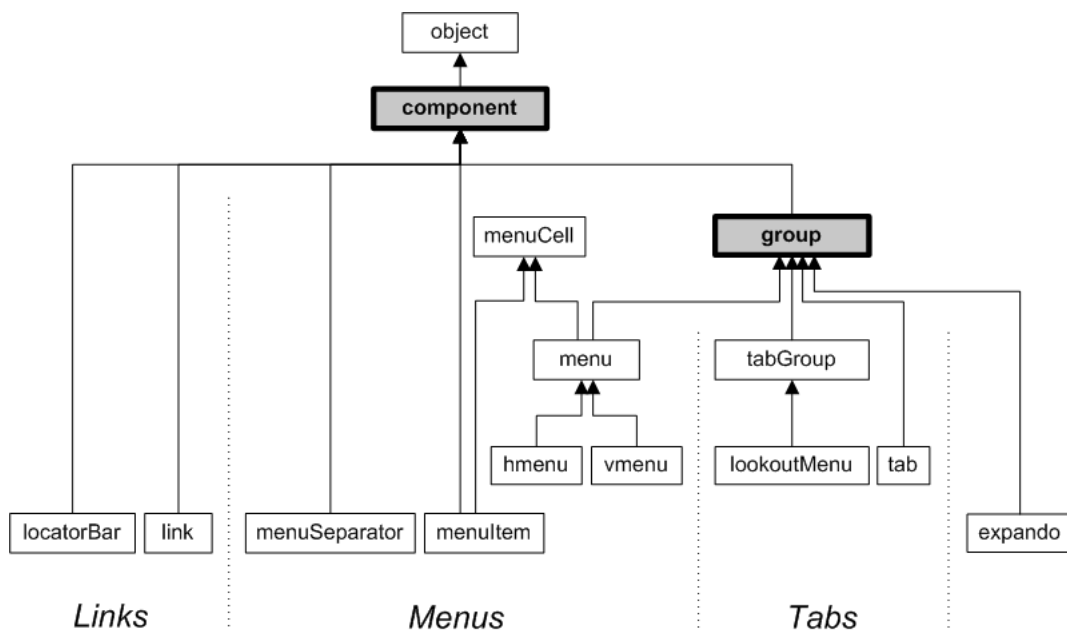 object
component
menuCell
group
menu
tabGroup
hmenu
vmenu
lookoutMenu
tab
locatorBar
link
menuSeparator
menuItem
expando
Links
Menus
Tabs